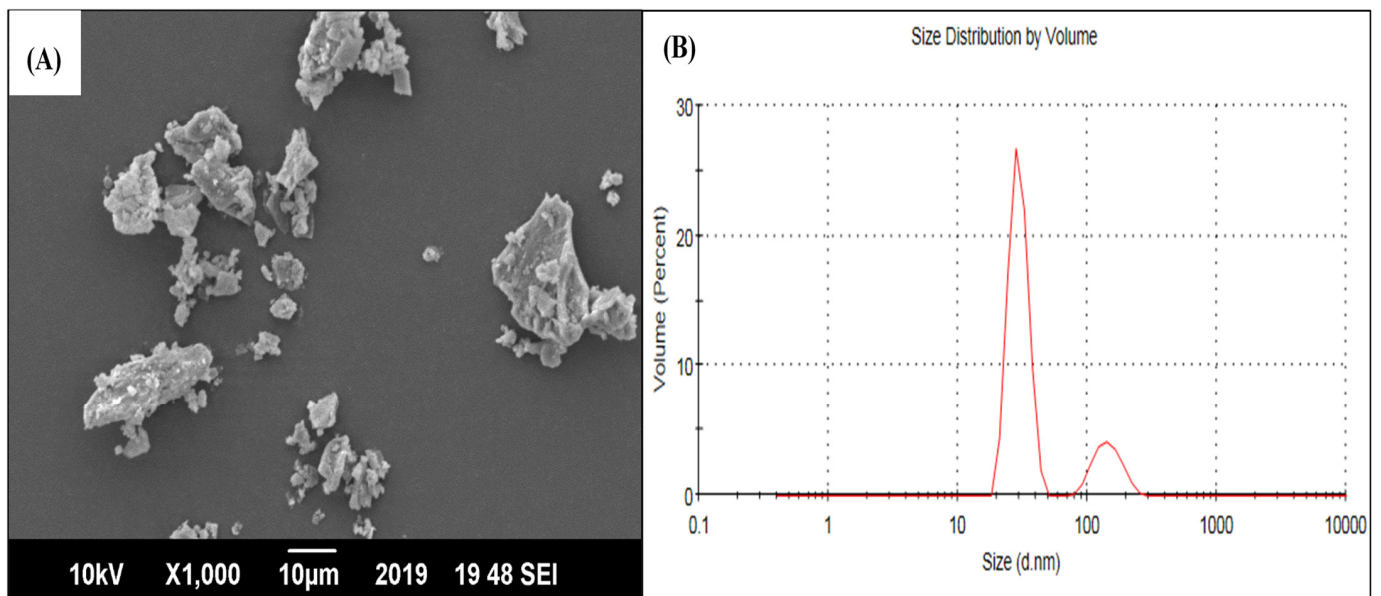 (A)
10kV X1,000 10µm 2019 19 48 SEI
(B)
Size Distribution by Volume
Volume (Percent)
30
20
10
0
0.1 1 10 100 1000 10000
Size (d.nm)